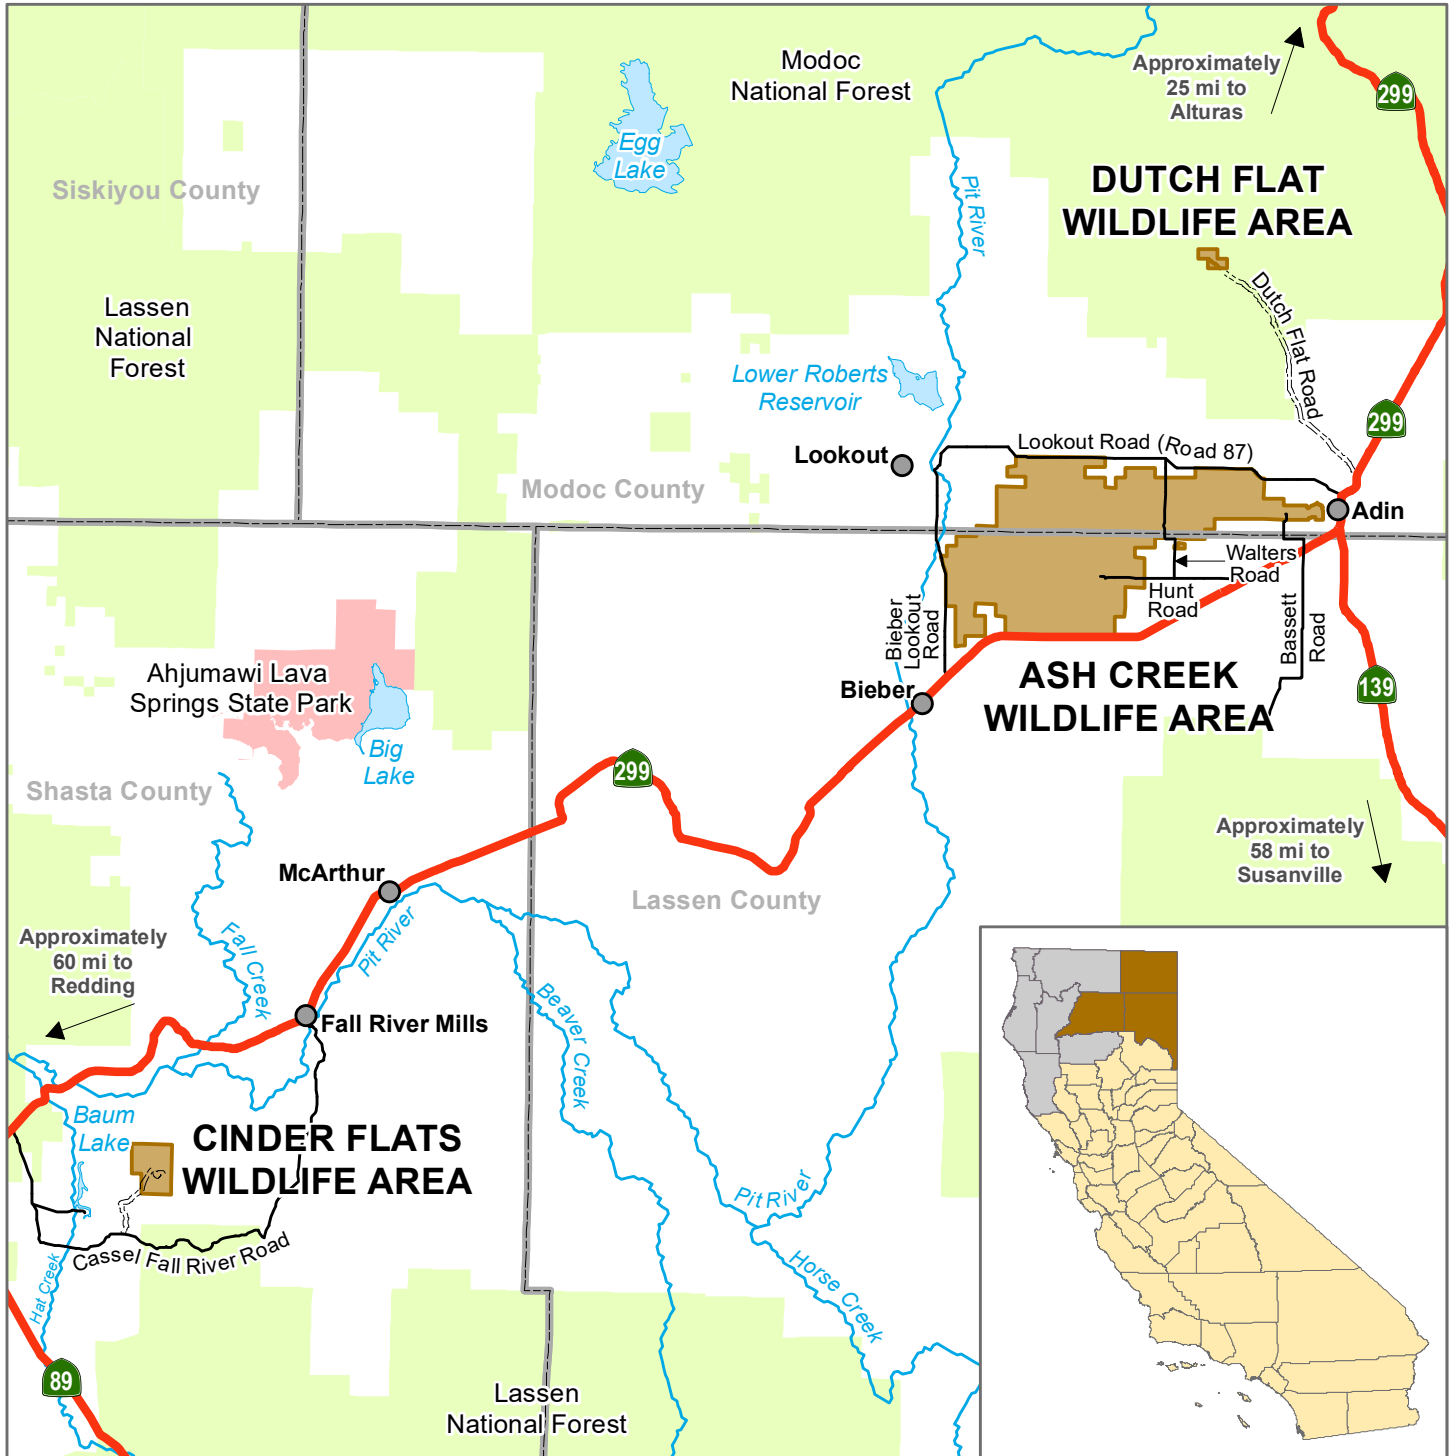 Modoc
National Forest
Approximately
25 mi to
Alturas
299
Egg
Lake
Siskiyou County
DUTCH FLAT
WILDLIFE AREA
Pit River
Dutch Flat Road
Lassen
National
Forest
Lower Roberts
Reservoir
299
Lookout
Lookout Road (Road 87)
Modoc County
Adin
Walters
Road
Hunt
Road
Bieber
Lookout
Road
Bassett
Road
Ahjumawi Lava
Springs State Park
Bieber
ASH CREEK
WILDLIFE AREA
139
Big
Lake
299
Shasta County
Approximately
58 mi to
Susanville
McArthur
Lassen County
Pit River
Fall Creek
Approximately
60 mi to
Redding
Beaver Creek
Fall River Mills
Baum
Lake
CINDER FLATS
WILDLIFE AREA
Pit River
Cassel Fall River Road
Hat Creek
Horse Creek
89
Lassen
National Forest